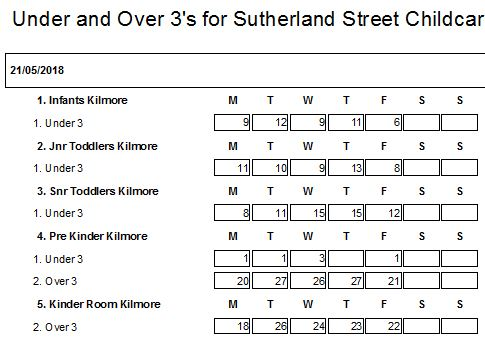 Under and Over 3's for Sutherland Street Childcar
21/05/2018
1. Infants Kilmore M T W T F S S
1. Under 3 9 12 9 11 6
2. Jnr Toddlers Kilmore M T W T F S S
1. Under 3 11 10 9 13 8
3. Snr Toddlers Kilmore M T W T F S S
1. Under 3 8 11 15 15 12
4. Pre Kinder Kilmore M T W T F S S
1. Under 3 1 1 3 1
2. Over 3 20 27 26 27 21
5. Kinder Room Kilmore M T W T F S S
2. Over 3 18 26 24 23 22